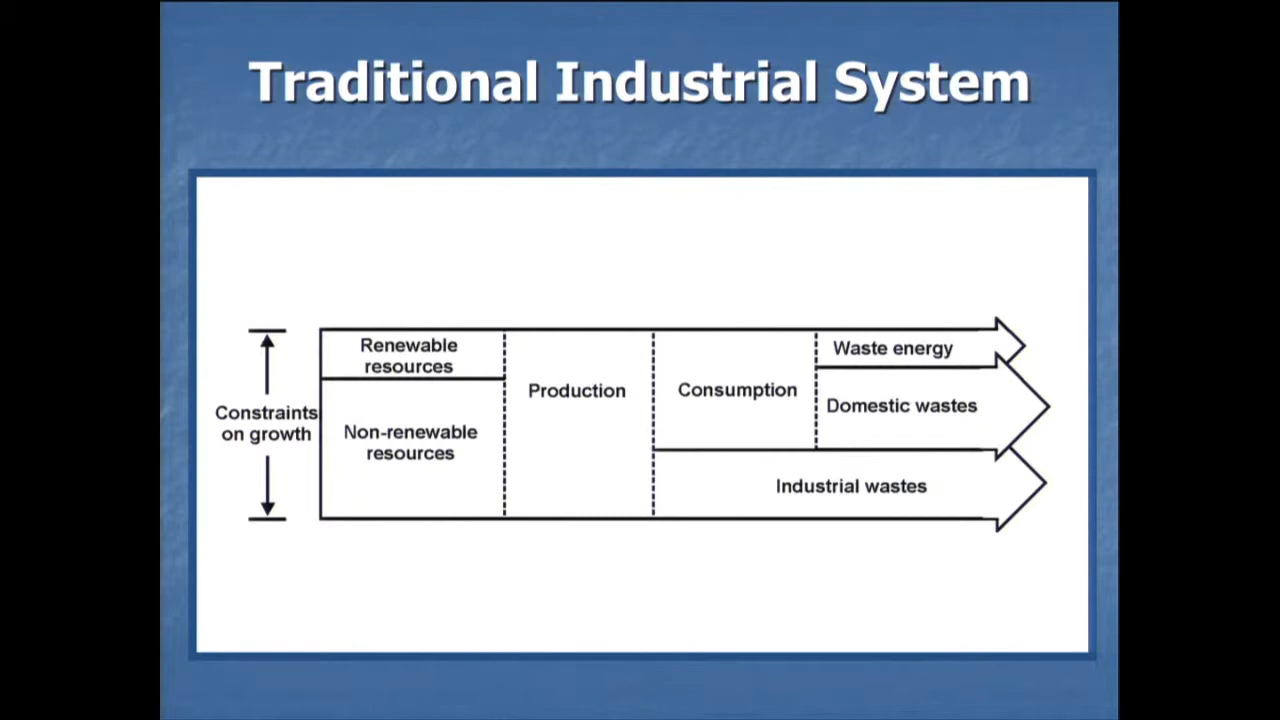 Traditional Industrial System
Constraints
on growth
Renewable
resources
Non-renewable
resources
Production
Consumption
Waste energy
Domestic wastes
Industrial wastes